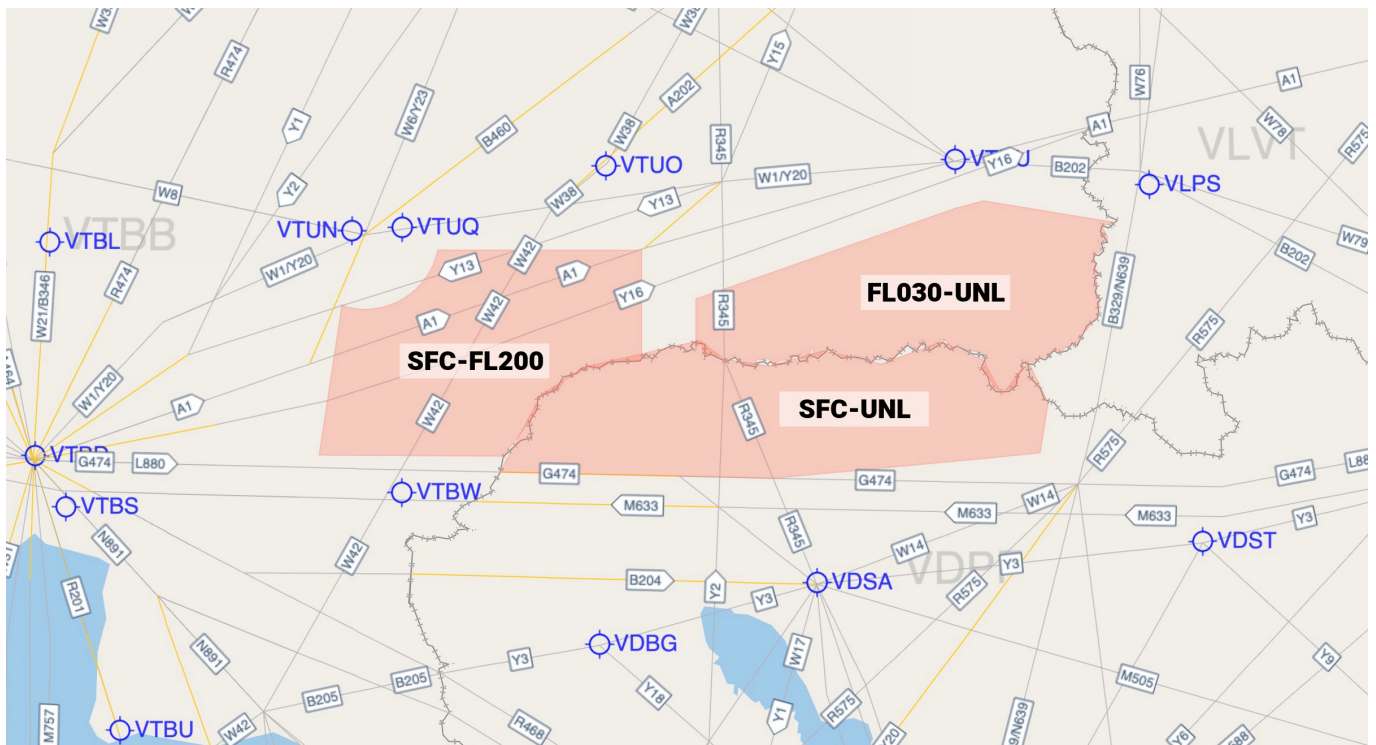 W38
R474
W38
Y15
W76
A1
A202
B460
W6/Y23
Y1
W38
A1
W78
VLVT
R575
R345
VTUO
Y16
B202
W1/Y20
VLPS
W8
Y2
W38
Y13
VTUN
VTUQ
VTBB
VTBL
W79
W42
B202
Y13
A1
W1/Y20
R474
B329/N639
FL030-UNL
Y16
W21/B346
W42
R345
A1
R575
SFC-FL200
W1/Y20
A1
W42
SFC-UNL
R345
R575
G474
L880
G474
G474
VTBW
VTBS
M633
W14
M633
M633
Y3
R345
N891
VDST
W14
W42
Y3
B204
Y2
VDSA
R575
R201
Y3
VDBG
W17
N891
Y3
Y9
B205
M505
B205
Y18
R575
Y1
M757
VTBU
W42
R468
Y6